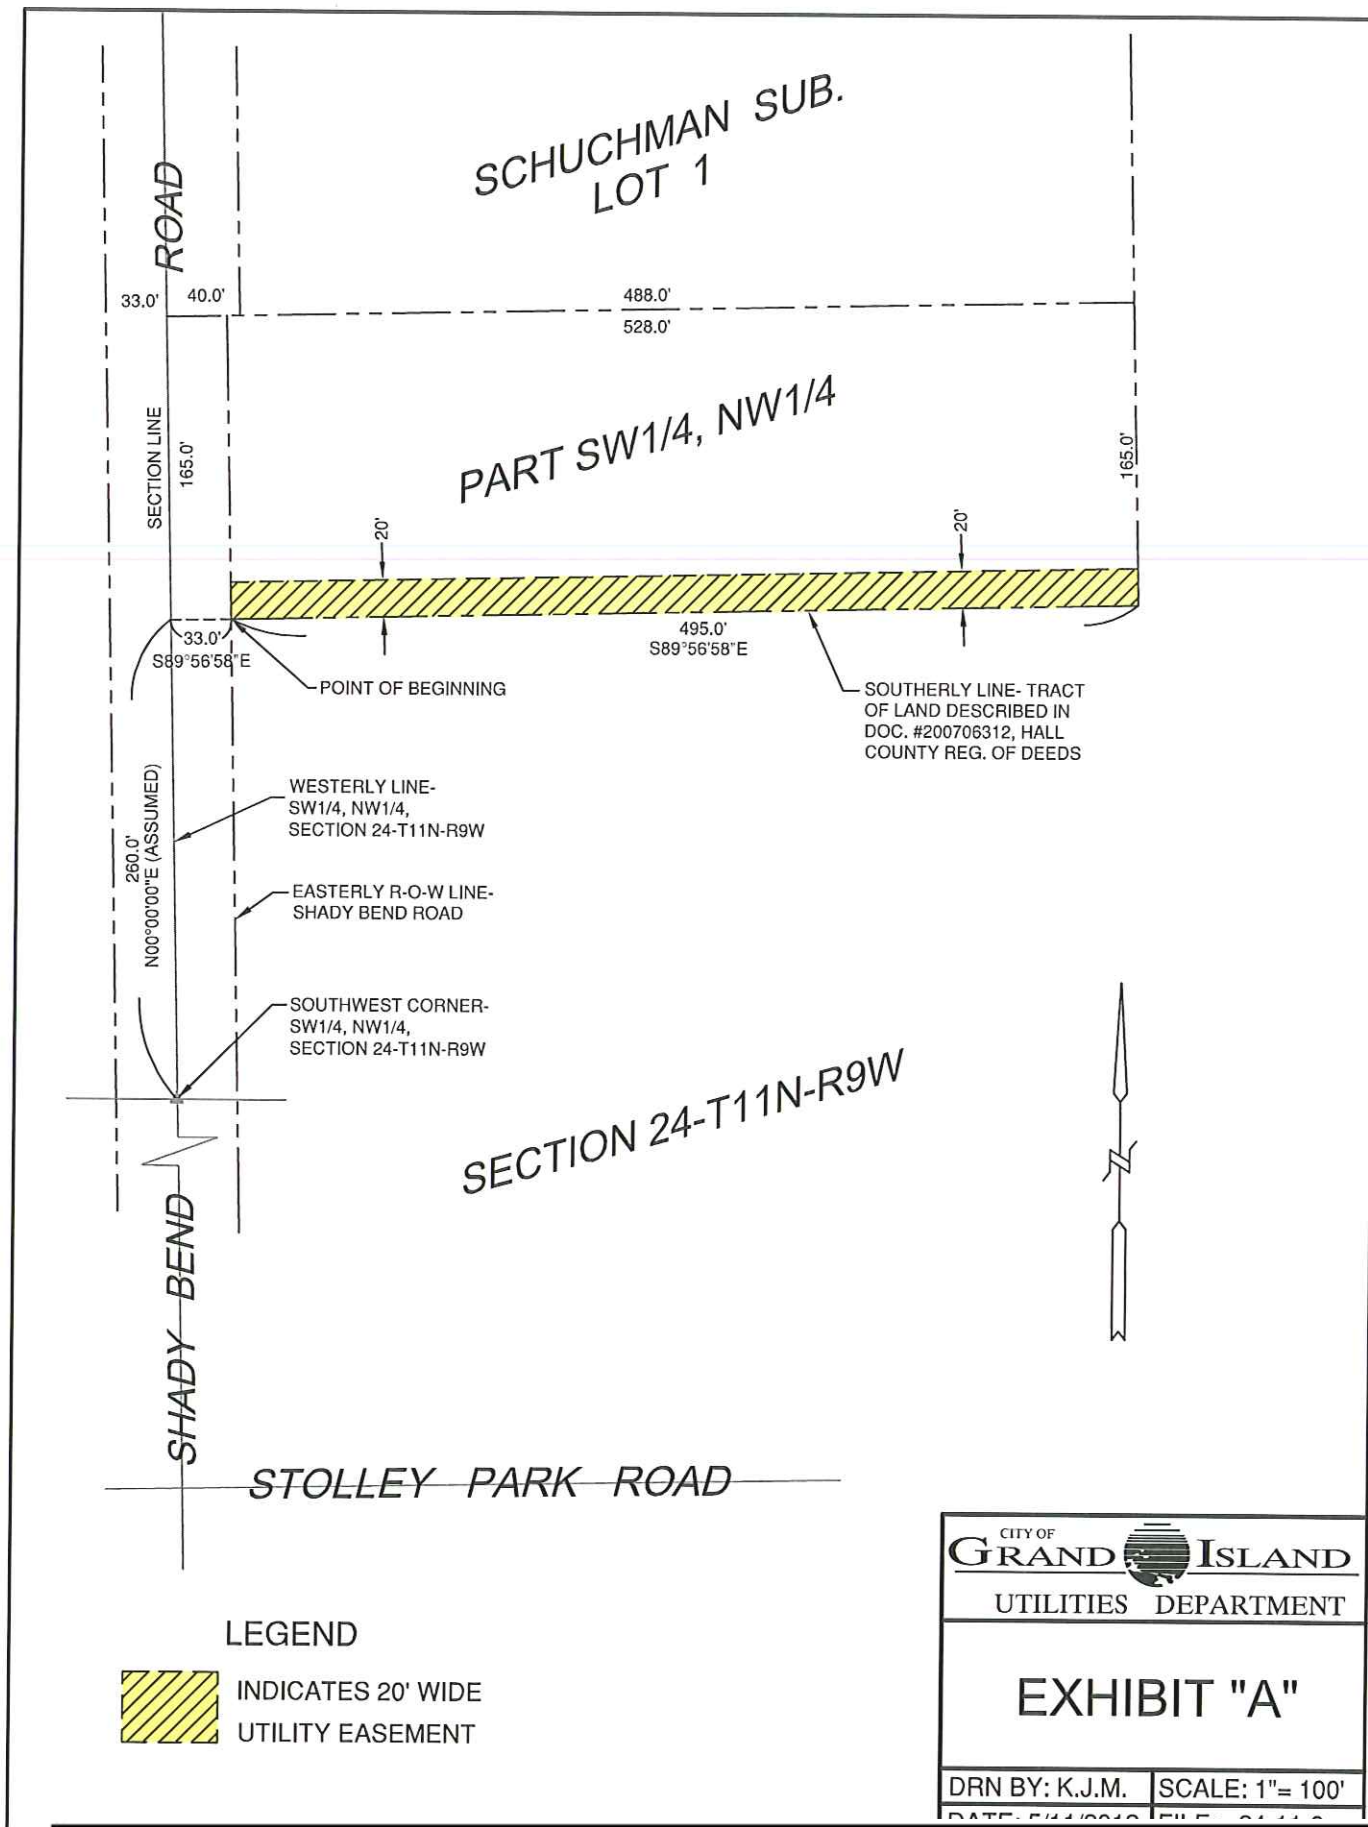 SCHUCHMAN SUB.
LOT 1
ROAD
33.0'
40.0'
488.0'
528.0'
SECTION LINE
165.0'
PART SW1/4, NW1/4
165.0'
20'
20'
33.0'
S89°56'58"E
495.0'
S89°56'58"E
POINT OF BEGINNING
SOUTHERLY LINE- TRACT
OF LAND DESCRIBED IN
DOC. #200706312, HALL
COUNTY REG. OF DEEDS
260.0'
N00°00'00"E (ASSUMED)
WESTERLY LINE-
SW1/4, NW1/4,
SECTION 24-T11N-R9W
EASTERLY R-O-W LINE-
SHADY BEND ROAD
SOUTHWEST CORNER-
SW1/4, NW1/4,
SECTION 24-T11N-R9W
SECTION 24-T11N-R9W
SHADY BEND
STOLLEY PARK ROAD
LEGEND
INDICATES 20' WIDE
UTILITY EASEMENT
CITY OF
GRAND ISLAND
UTILITIES DEPARTMENT
EXHIBIT "A"
DRN BY: K.J.M.
SCALE: 1"= 100'